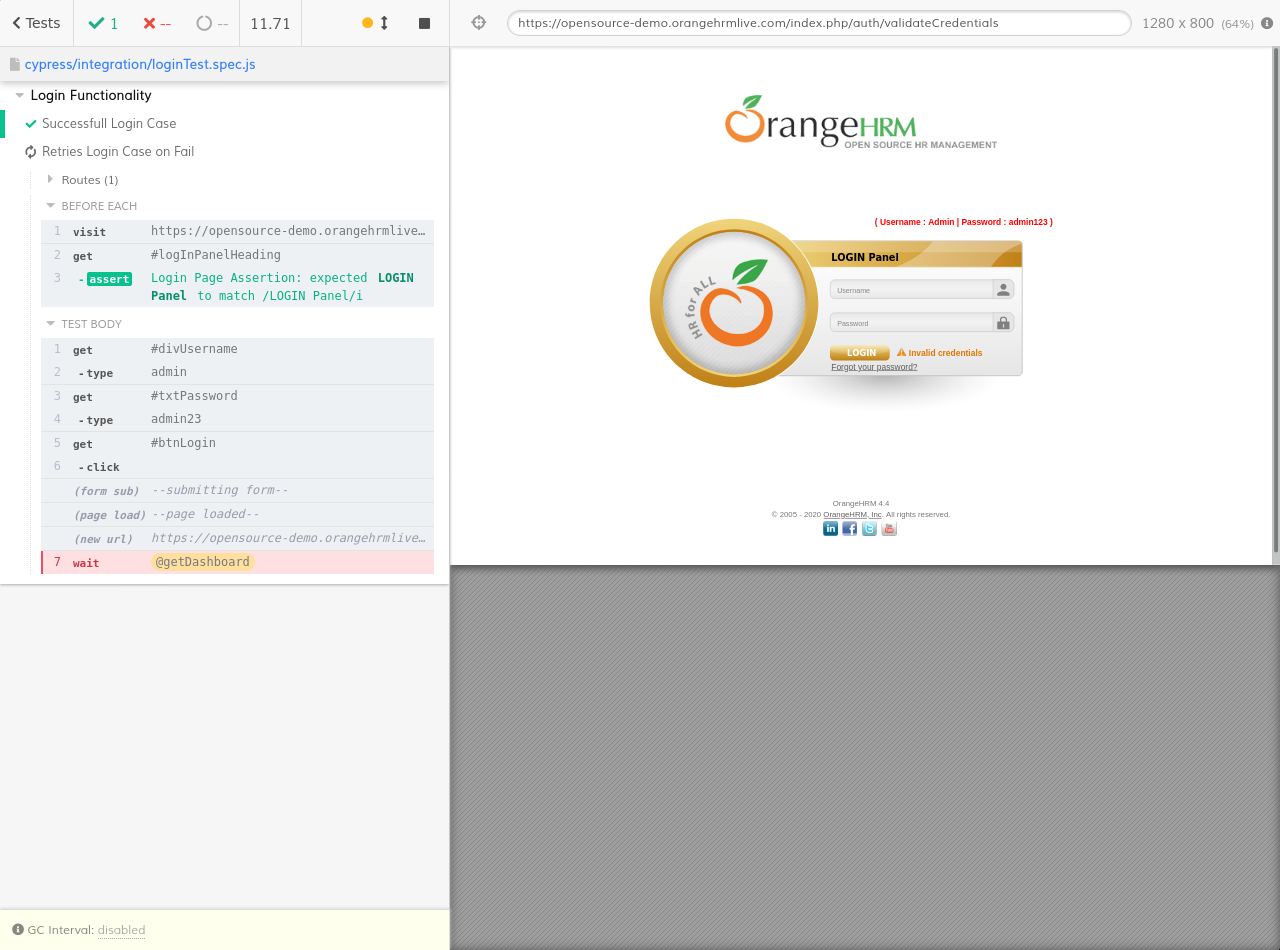 Tests
1
--
--
11.71
https://opensource-demo.orangehrmlive.com/index.php/auth/validateCredentials
1280 x 800 (64%)
cypress/integration/loginTest.spec.js
Login Functionality
Successfull Login Case
Retries Login Case on Fail
Routes (1)
BEFORE EACH
1 visit https://opensource-demo.orangehrmlive…
2 get #logInPanelHeading
3 - assert Login Page Assertion: expected LOGIN
Panel to match /LOGIN Panel/i
TEST BODY
1 get #divUsername
2 - type admin
3 get #txtPassword
4 - type admin23
5 get #btnLogin
6 - click
(form sub) --submitting form--
(page load) --page loaded--
(new url) https://opensource-demo.orangehrmlive…
7 wait @getDashboard
GC Interval: disabled
OrangeHRM
OPEN SOURCE HR MANAGEMENT
( Username : Admin | Password : admin123 )
HR for ALL
LOGIN Panel
Username
Password
LOGIN
Invalid credentials
Forgot your password?
OrangeHRM 4.4
© 2005 - 2020 OrangeHRM, Inc. All rights reserved.
in
f
t
You